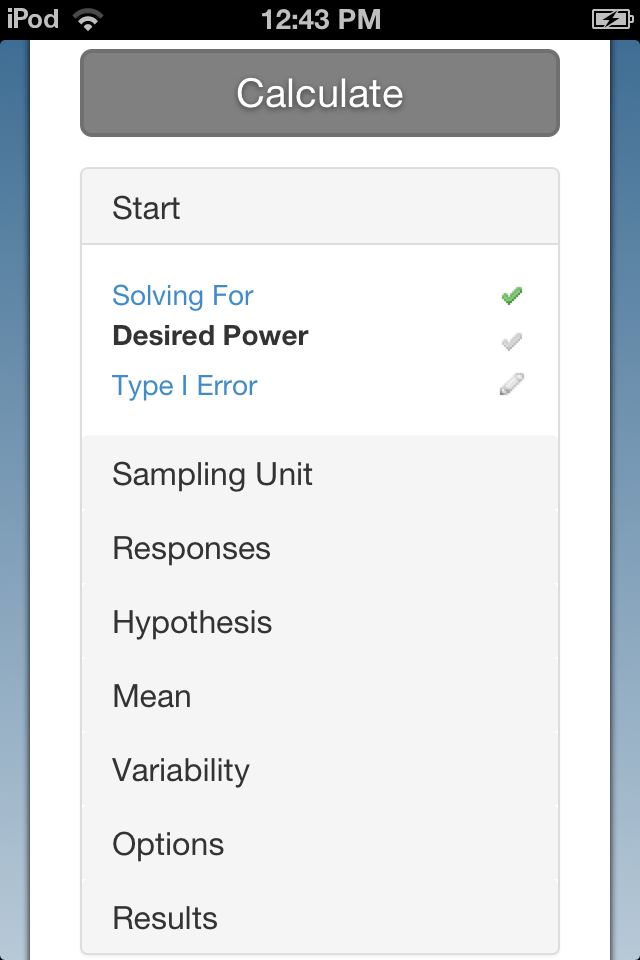 iPod 12:43 PM
Calculate
Start
Solving For
Desired Power
Type I Error
Sampling Unit
Responses
Hypothesis
Mean
Variability
Options
Results